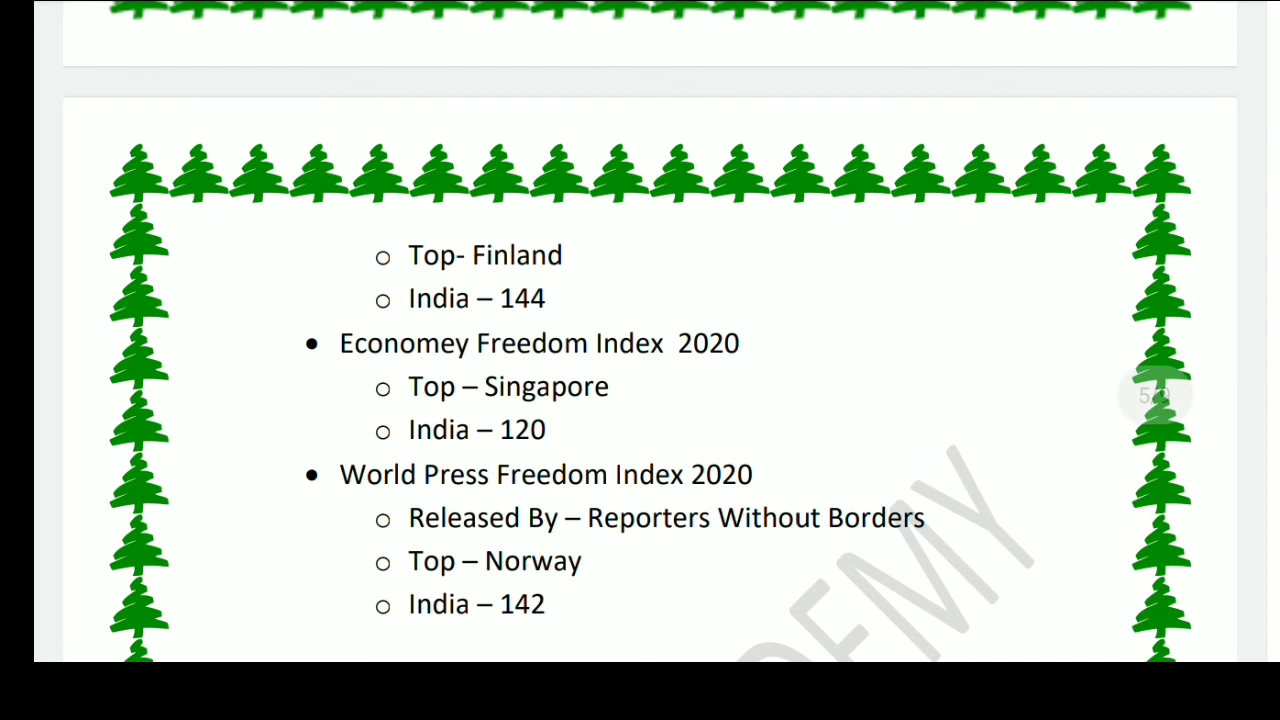 ○ Top- Finland
○ India – 144
• Economey Freedom Index 2020
○ Top – Singapore
○ India – 120
• World Press Freedom Index 2020
○ Released By – Reporters Without Borders
○ Top – Norway
○ India – 142